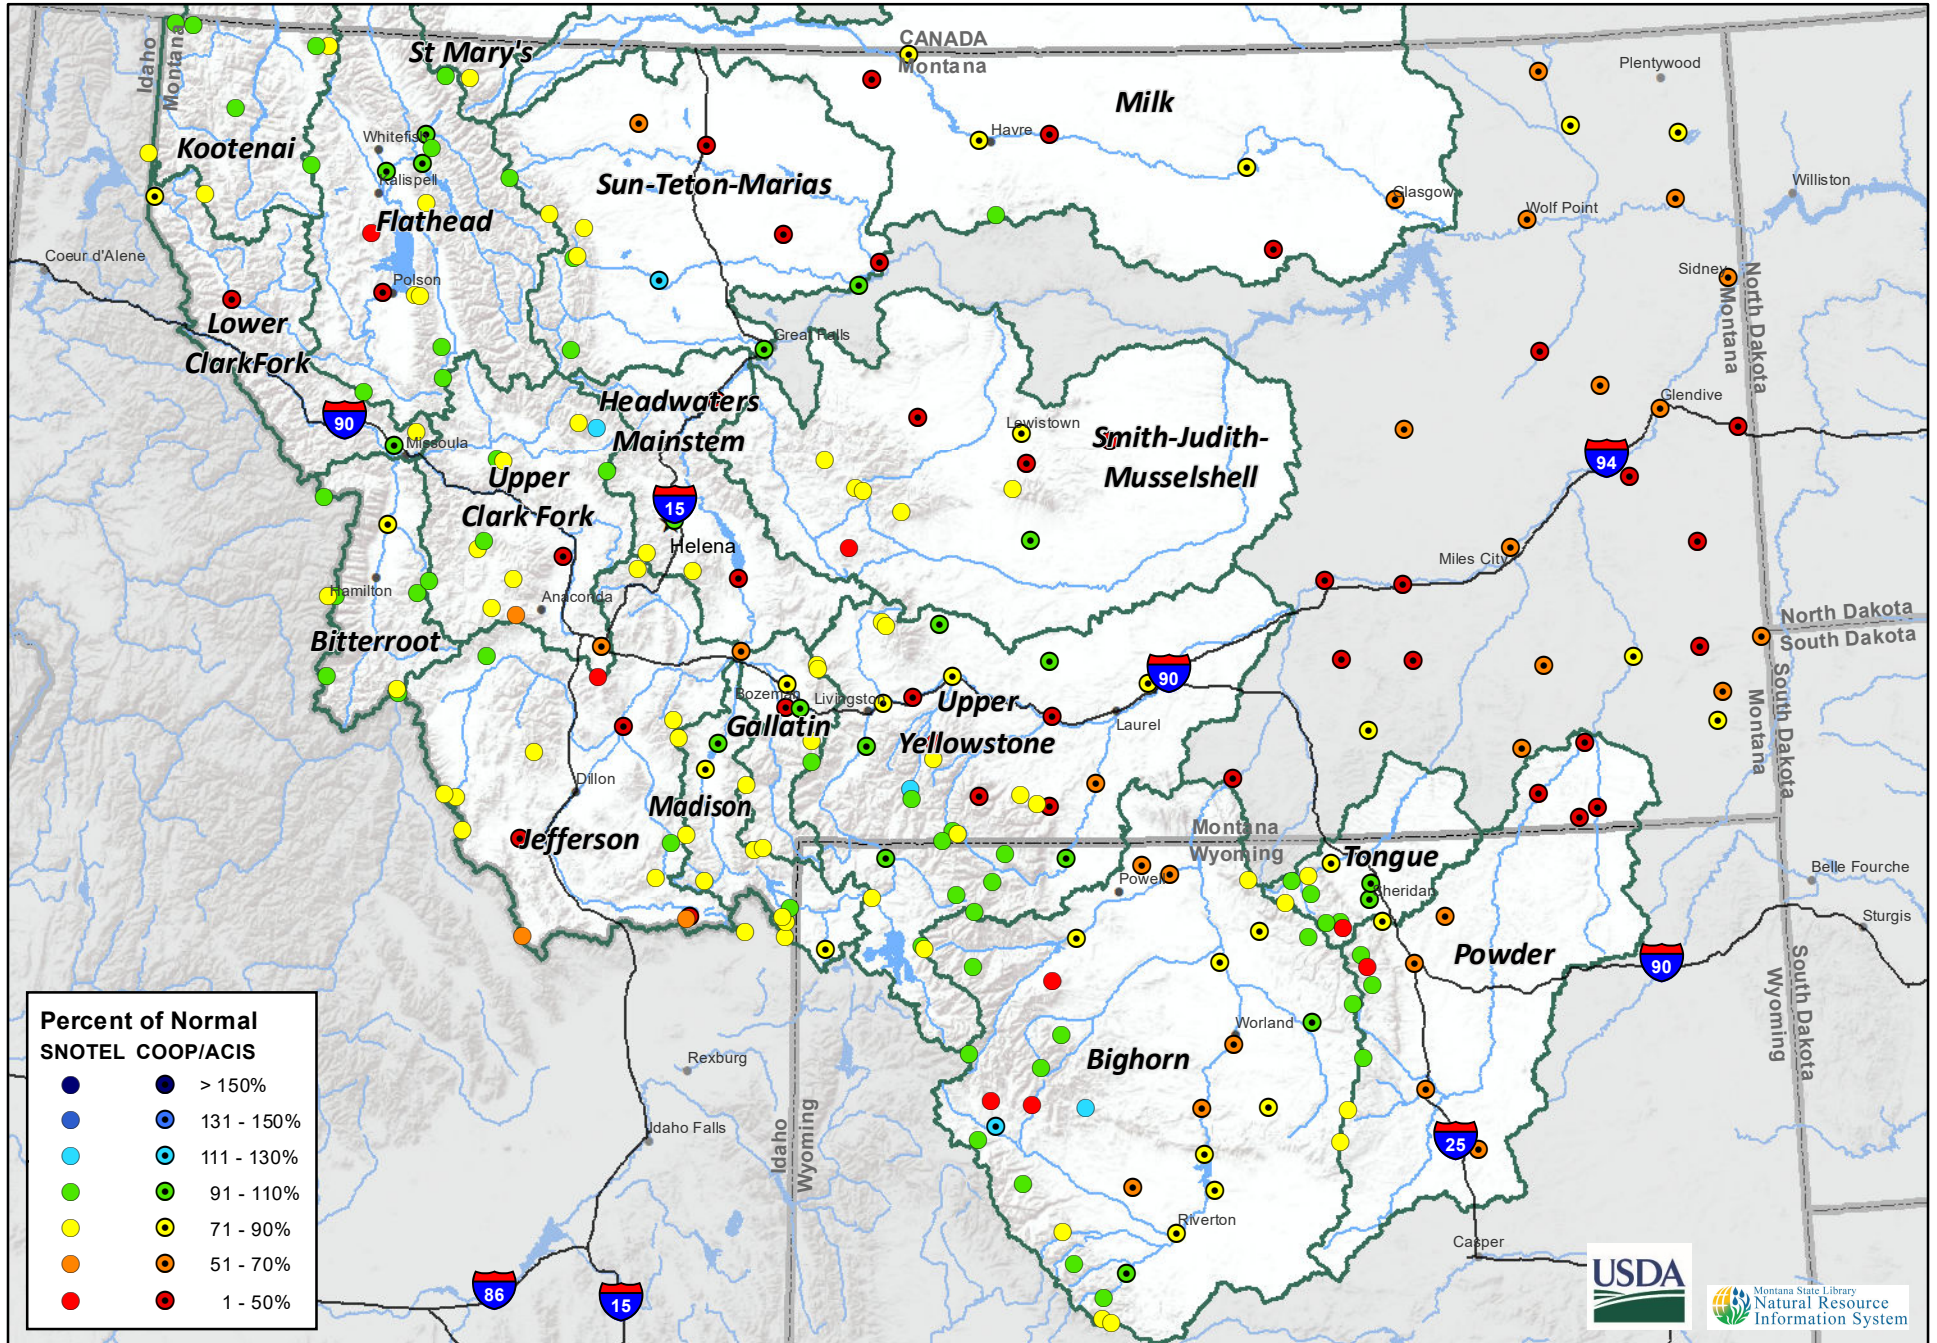 CANADA
Montana
Idaho
Montana
St Mary's
Milk
Plentywood
Kootenai
Whitefish
Havre
Kalispell
Sun-Teton-Marias
Glasgow
Williston
Wolf Point
Flathead
Coeur d'Alene
Polson
Sidney
Montana
North Dakota
Lower
ClarkFork
Great Falls
Headwaters
Mainstem
Lewistown
Glendive
90
Missoula
Smith-Judith-
Musselshell
94
Upper
Clark Fork
15
Helena
Miles City
Hamilton
Anaconda
North Dakota
South Dakota
Bitterroot
90
Bozeman
Livingston
Upper
Yellowstone
Laurel
Gallatin
Montana
South Dakota
Dillon
Madison
Jefferson
Montana
Wyoming
Tongue
Powell
Sheridan
Belle Fourche
Sturgis
Powder
90
Wyoming
South Dakota
Percent of Normal
SNOTEL COOP/ACIS
> 150%
131 - 150%
111 - 130%
91 - 110%
71 - 90%
51 - 70%
1 - 50%
Worland
Bighorn
Rexburg
Idaho Falls
Idaho
Wyoming
25
Riverton
Casper
86
15
USDA
Montana State Library
Natural Resource
Information System